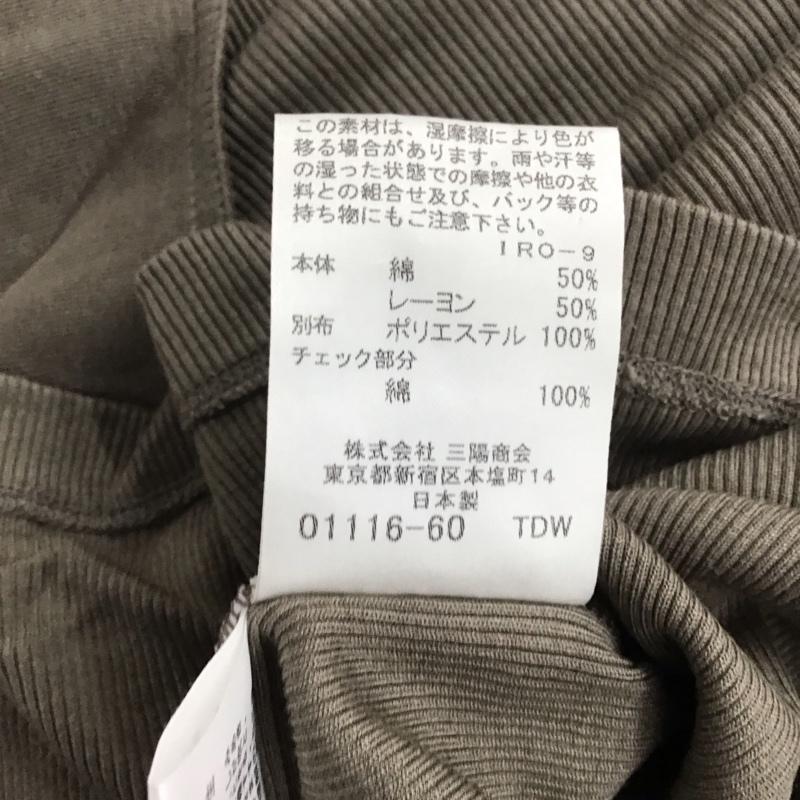 この素材は、湿摩擦により色が
移る場合があります。雨や汗等
の湿った状態での摩擦や他の衣
料との組合せ及び、バック等の
持ち物にもご注意下さい。
IRO-9
本体 綿 50%
レーヨン 50%
別布 ポリエステル 100%
チェック部分
綿 100%
株式会社 三陽商会
東京都新宿区本塩町14
日本製
01116-60 TDW